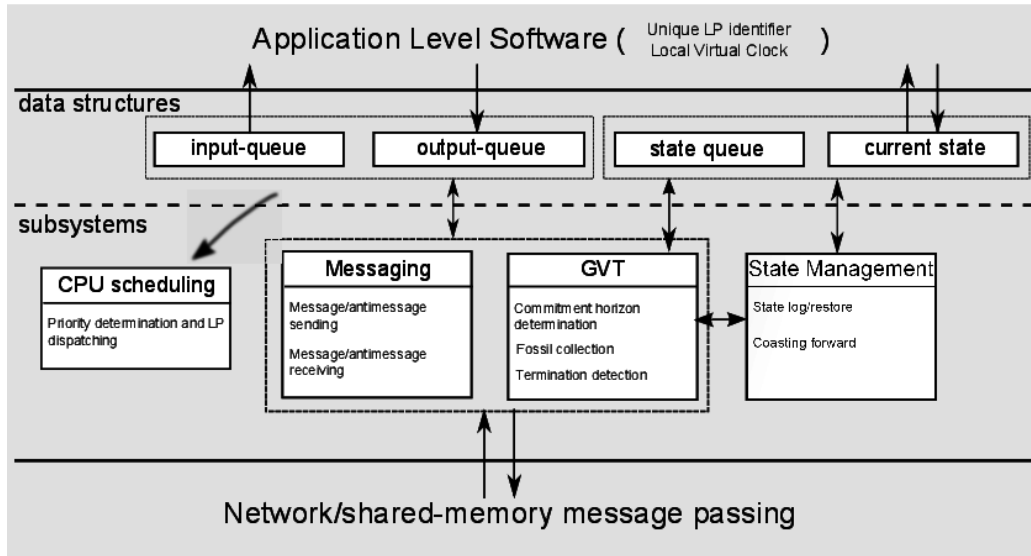 Application Level Software ( Unique LP identifier )
Local Virtual Clock
data structures
input-queue
output-queue
state queue
current state
subsystems
CPU scheduling
Priority determination and LP
dispatching
Messaging
Message/antimessage
sending
Message/antimessage
receiving
GVT
Commitment horizon
determination
Fossil collection
Termination detection
State Management
State log/restore
Coasting forward
Network/shared-memory message passing